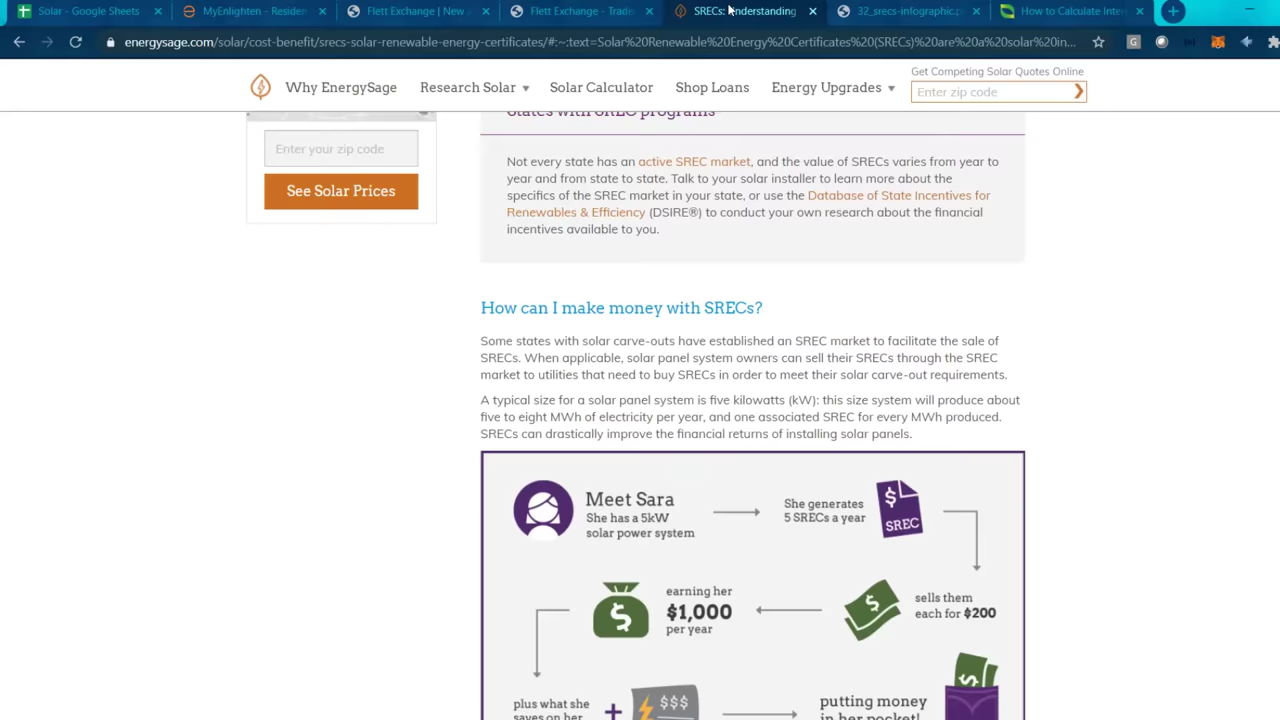 Solar - Google Sheets
MyEnlighten - Residen
Flett Exchange | New
Flett Exchange - Trade
SRECs: Understanding
32_srecs-infographic.p
How to Calculate Inter
energysage.com/solar/cost-benefit/srecs-solar-renewable-energy-certificates/#:~:text=Solar%20Renewable%20Energy%20Certificates%20(SRECs)%20are%20a%20solar%20in...
Why EnergySage
Research Solar
Solar Calculator
Shop Loans
Energy Upgrades
Get Competing Solar Quotes Online
Enter zip code
States with SREC programs
Enter your zip code
See Solar Prices
Not every state has an active SREC market, and the value of SRECs varies from year to
year and from state to state. Talk to your solar installer to learn more about the
specifics of the SREC market in your state, or use the Database of State Incentives for
Renewables & Efficiency (DSIRE®) to conduct your own research about the financial
incentives available to you.
How can I make money with SRECs?
Some states with solar carve-outs have established an SREC market to facilitate the sale of
SRECs. When applicable, solar panel system owners can sell their SRECs through the SREC
market to utilities that need to buy SRECs in order to meet their solar carve-out requirements.
A typical size for a solar panel system is five kilowatts (kW): this size system will produce about
five to eight MWh of electricity per year, and one associated SREC for every MWh produced.
SRECs can drastically improve the financial returns of installing solar panels.
Meet Sara
She has a 5kW
solar power system
She generates
5 SRECs a year
$
SREC
earning her
$1,000
per year
$
$
sells them
each for $200
plus what she
saves on her
+
$$$
putting money
in her pocket!
$